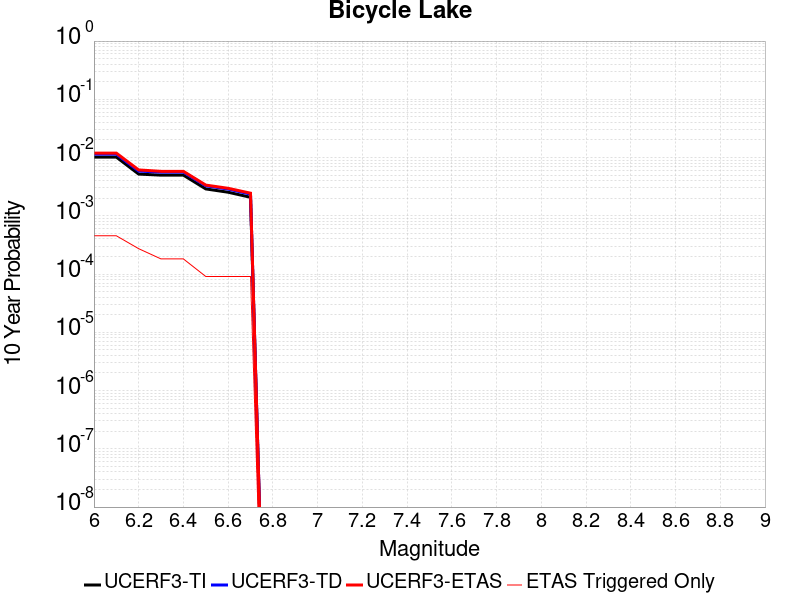 Bicycle Lake
10 Year Probability
10^0
10^-1
10^-2
10^-3
10^-4
10^-5
10^-6
10^-7
10^-8
6 6.2 6.4 6.6 6.8 7 7.2 7.4 7.6 7.8 8 8.2 8.4 8.6 8.8 9
Magnitude
UCERF3-TI UCERF3-TD UCERF3-ETAS ETAS Triggered Only